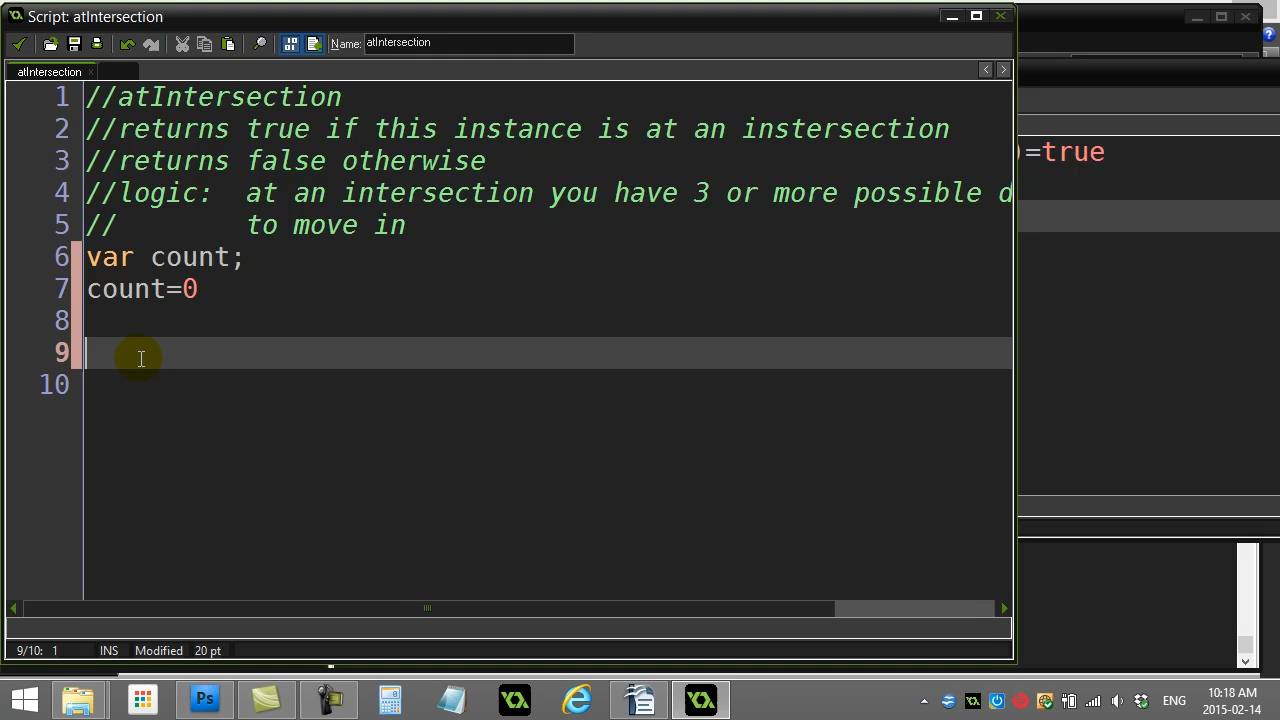 Script: atIntersection
Name: atIntersection
atIntersection
1 //atIntersection
2 //returns true if this instance is at an instersection
3 //returns false otherwise
4 //logic:  at an intersection you have 3 or more possible d
5 //        to move in
6 var count;
7 count=0
8
9
10
)=true
9/10: 1 INS Modified 20 pt
Ps
ENG
10:18 AM
2015-02-14